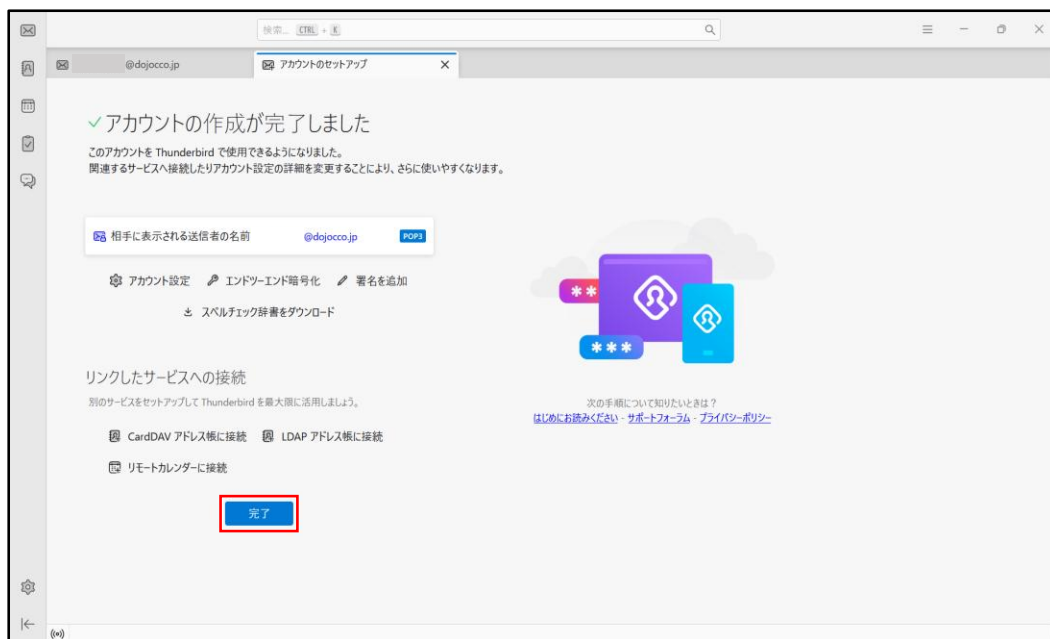 検索... CTRL + K
@dojocco.jp
アカウントのセットアップ
アカウントの作成が完了しました
このアカウントを Thunderbird で使用できるようになりました。
関連するサービスへ接続したりアカウント設定の詳細を変更することにより、さらに使いやすくなります。
相手に表示される送信者の名前 @dojocco.jp POP3
アカウント設定 エンドツーエンド暗号化 署名を追加
スペルチェック辞書をダウンロード
リンクしたサービスへの接続
別のサービスをセットアップして Thunderbird を最大限に活用しましょう。
CardDAV アドレス帳に接続 LDAP アドレス帳に接続
リモートカレンダーに接続
完了
***
***
次の手順について知りたいときは？
はじめにお読みください - サポートフォーラム - プライバシーポリシー